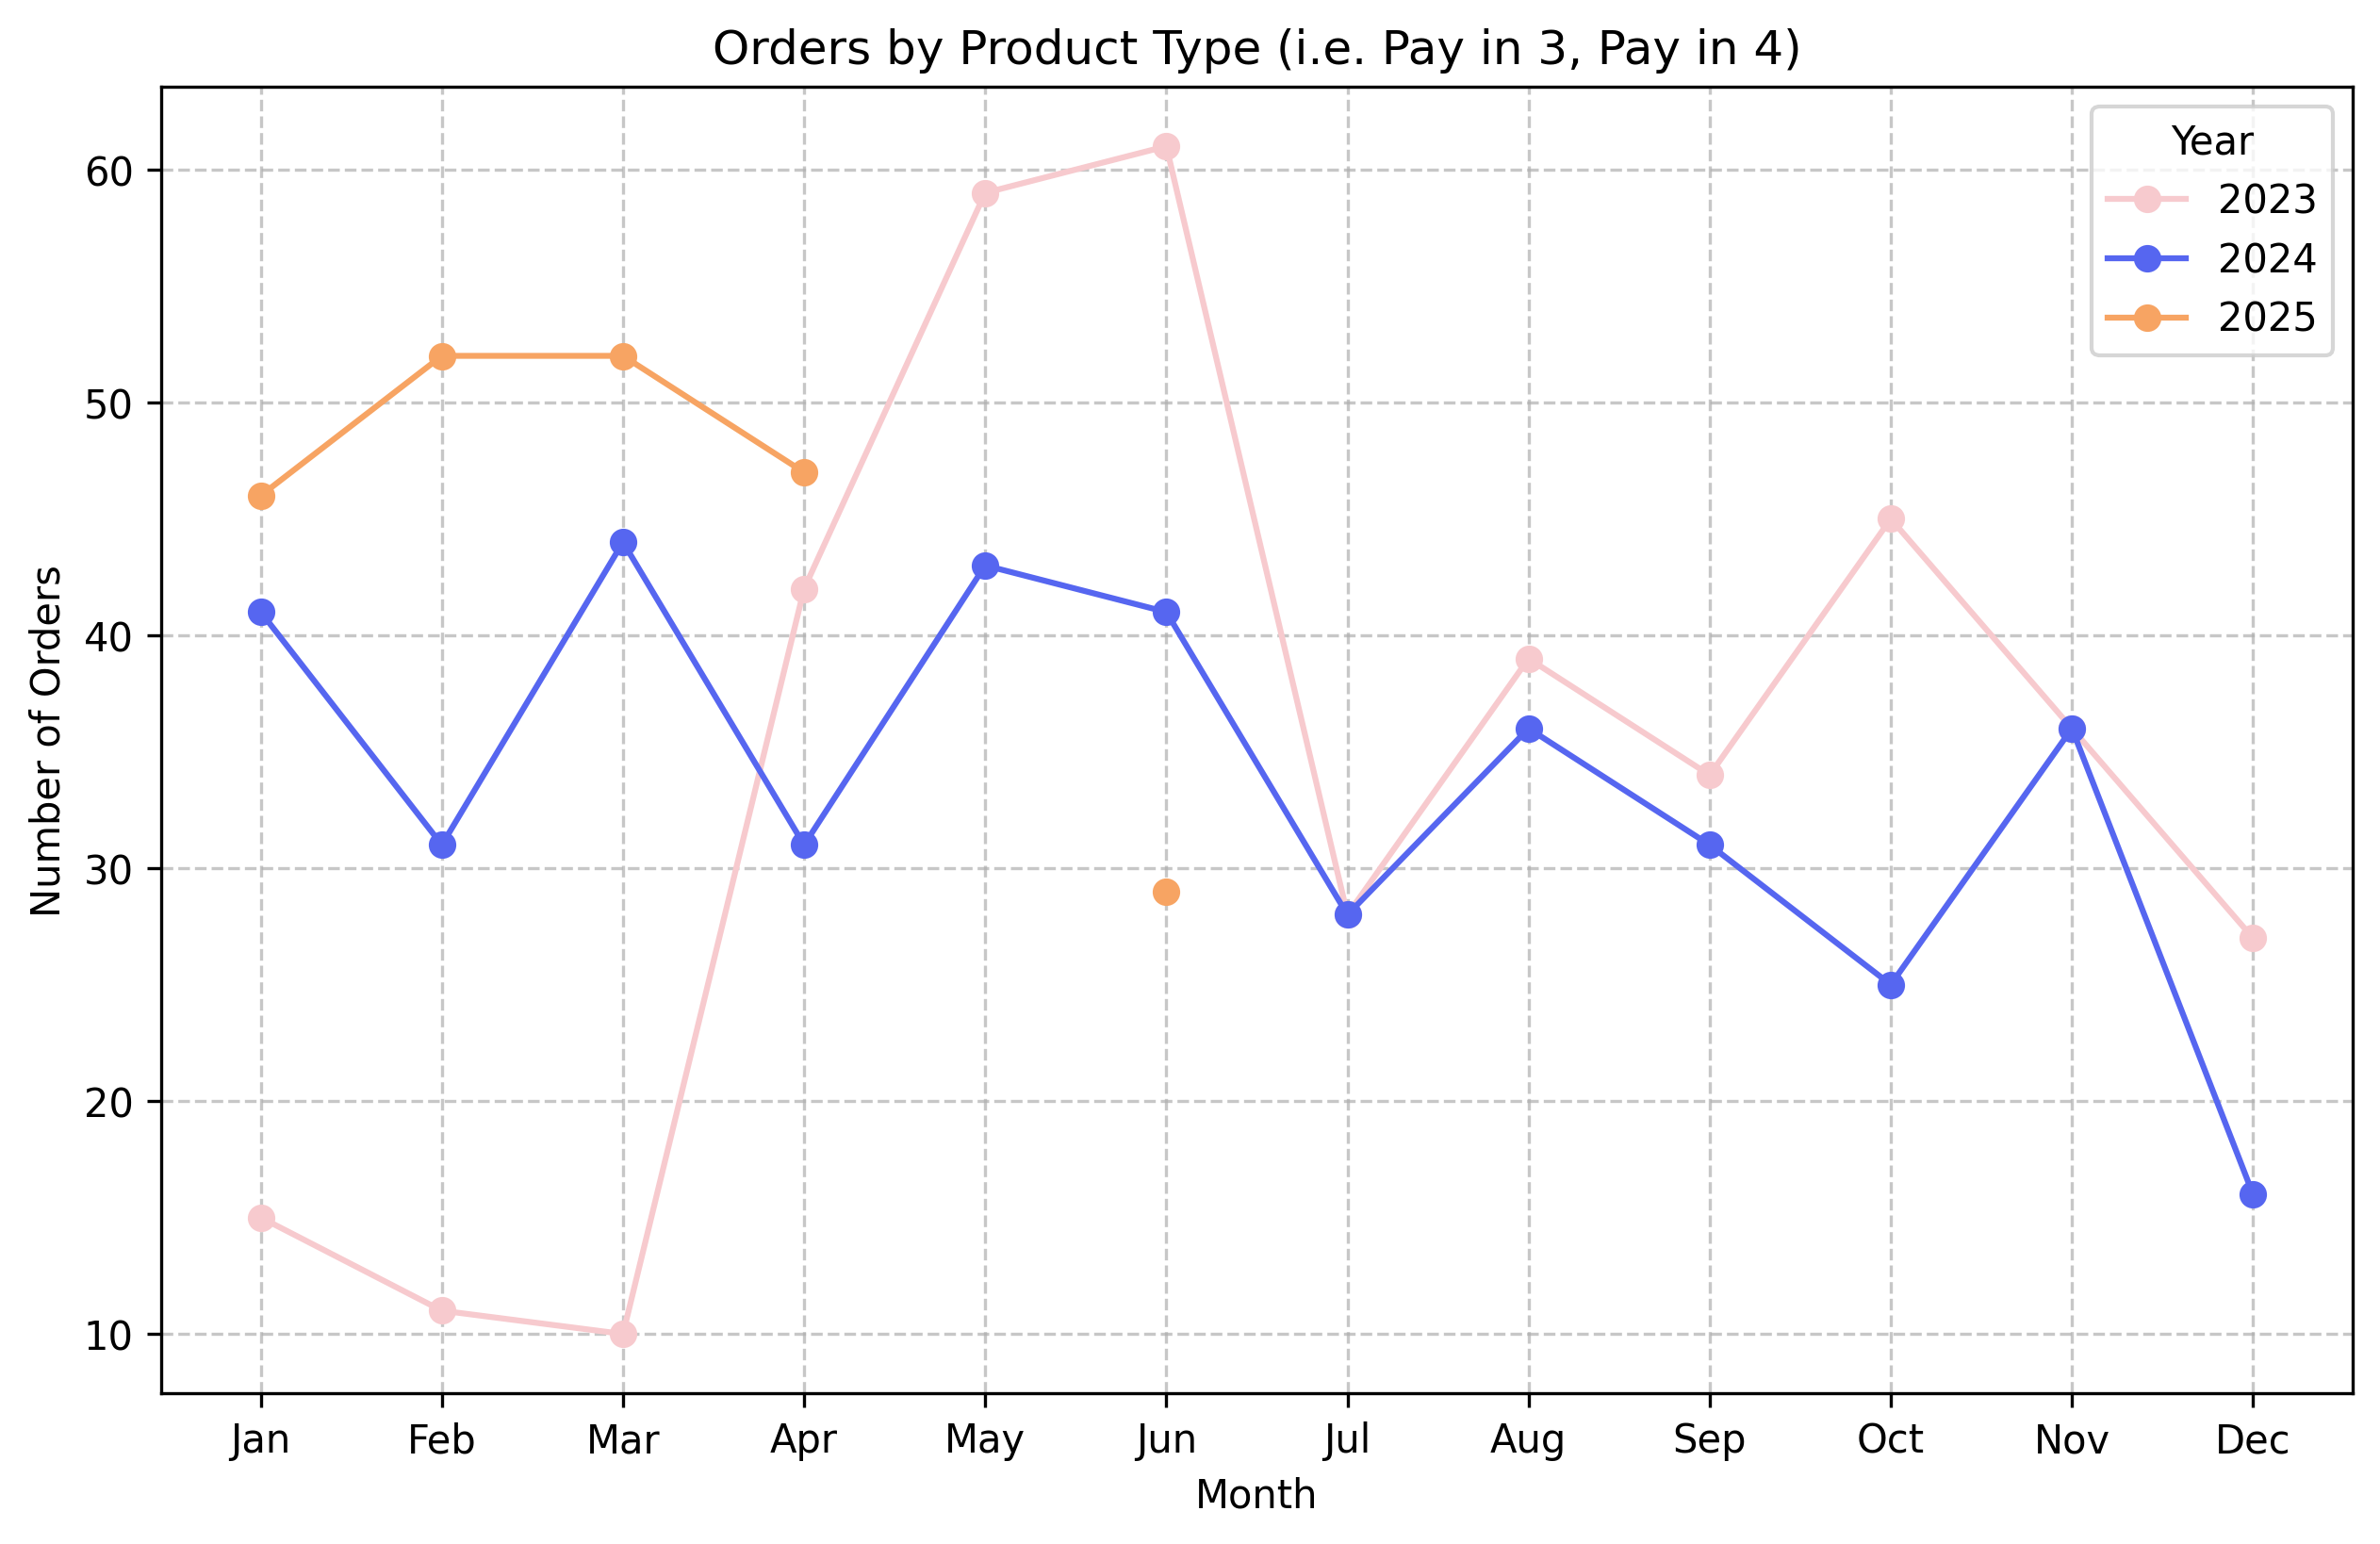 Orders by Product Type (i.e. Pay in 3, Pay in 4)
Year
2023
2024
2025
Number of Orders
60
50
40
30
20
10
Jan Feb Mar Apr May Jun Jul Aug Sep Oct Nov Dec
Month